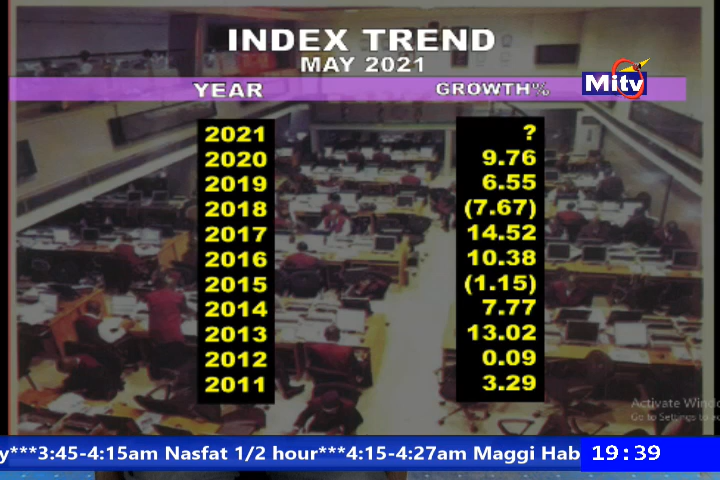 INDEX TREND
MAY 2021
YEAR GROWTH%
Mitv
2021 ?
2020 9.76
2019 6.55
2018 (7.67)
2017 14.52
2016 10.38
2015 (1.15)
2014 7.77
2013 13.02
2012 0.09
2011 3.29
Activate Windo
Go to Settings to a
y***3:45-4:15am Nasfat 1/2 hour***4:15-4:27am Maggi Hab 19:39